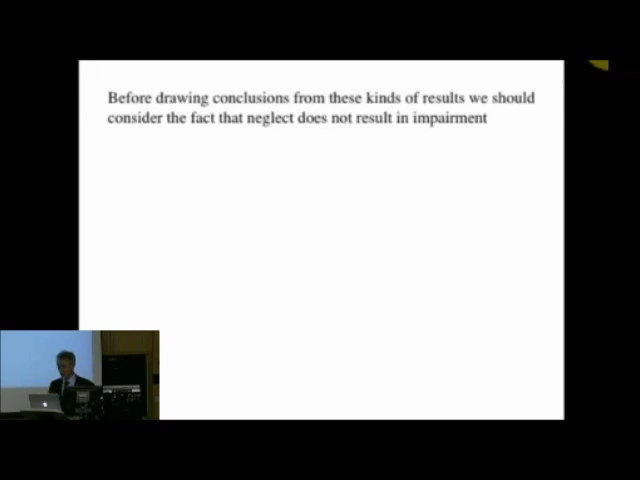 Before drawing conclusions from these kinds of results we should
consider the fact that neglect does not result in impairment